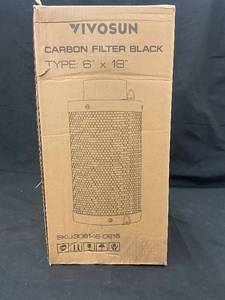 VIVOSUN
CARBON FILTER BLACK
TYPE: 6" x 18"